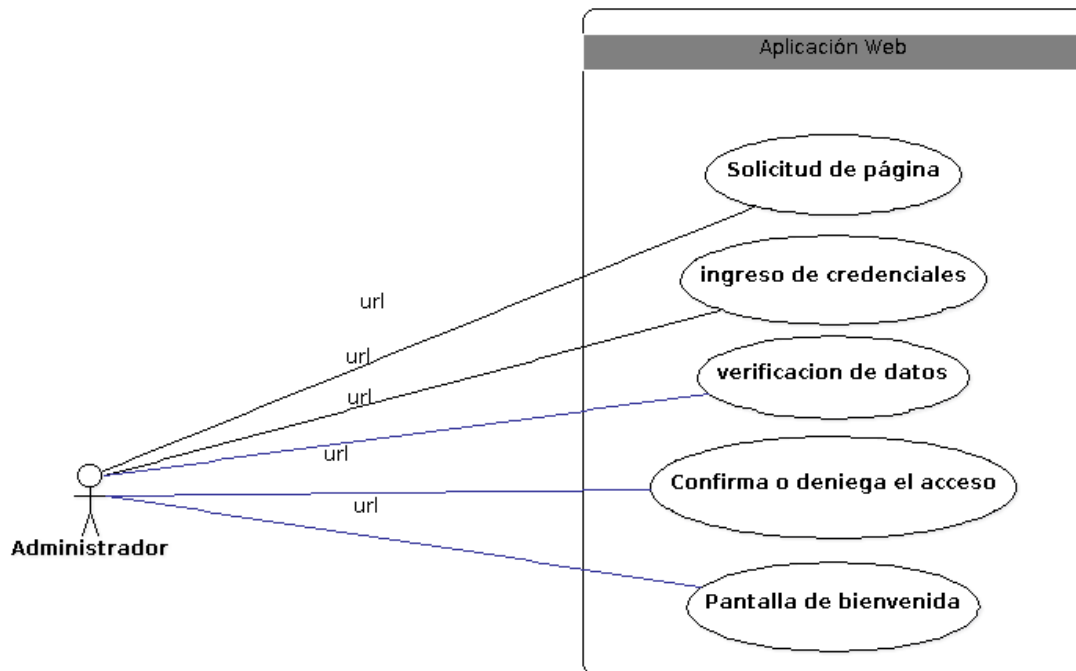 Aplicación Web
Solicitud de página
ingreso de credenciales
url
url
verificacion de datos
url
url
Confirma o deniega el acceso
url
Administrador
Pantalla de bienvenida